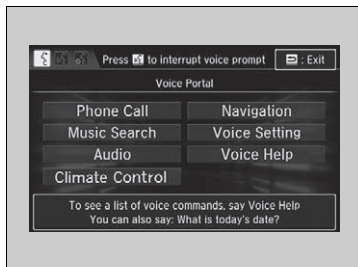 Press to interrupt voice prompt
: Exit
Voice Portal
Phone Call
Navigation
Music Search
Voice Setting
Audio
Voice Help
Climate Control
To see a list of voice commands, say Voice Help
You can also say: What is today's date?